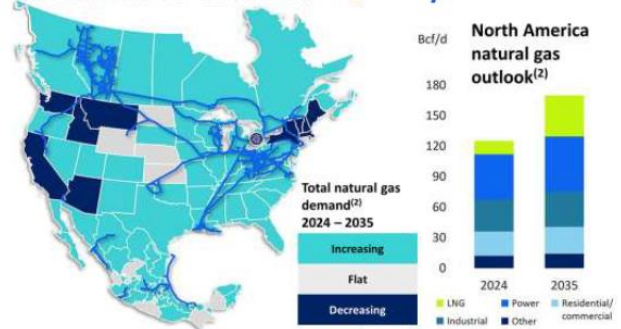 Bcf/d
North America
natural gas
outlook(2)
180
150
120
90
60
30
0
2024
2035
LNG
Power
Residential/
commercial
Industrial
Other
Total natural gas
demand(2)
2024 – 2035
Increasing
Flat
Decreasing